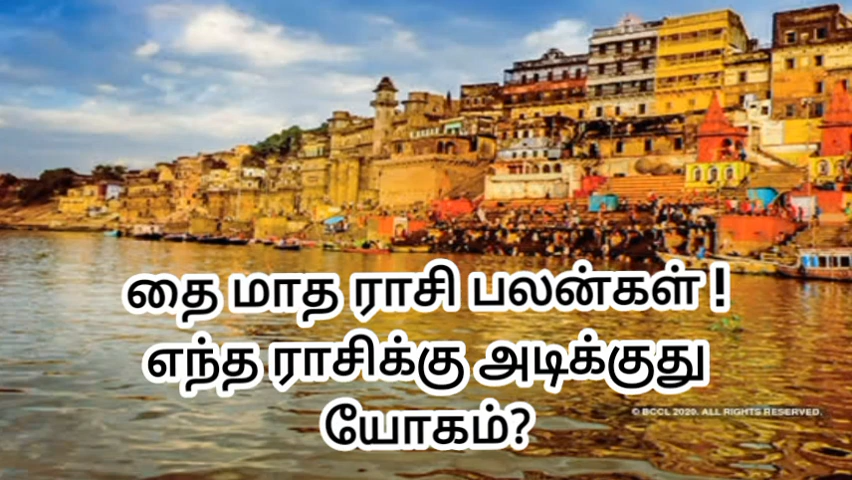 தை மாத ராசி பலன்கள் !
எந்த ராசிக்கு அடிக்குது
யோகம்?
© BCCL 2020. ALL RIGHTS RESERVED.